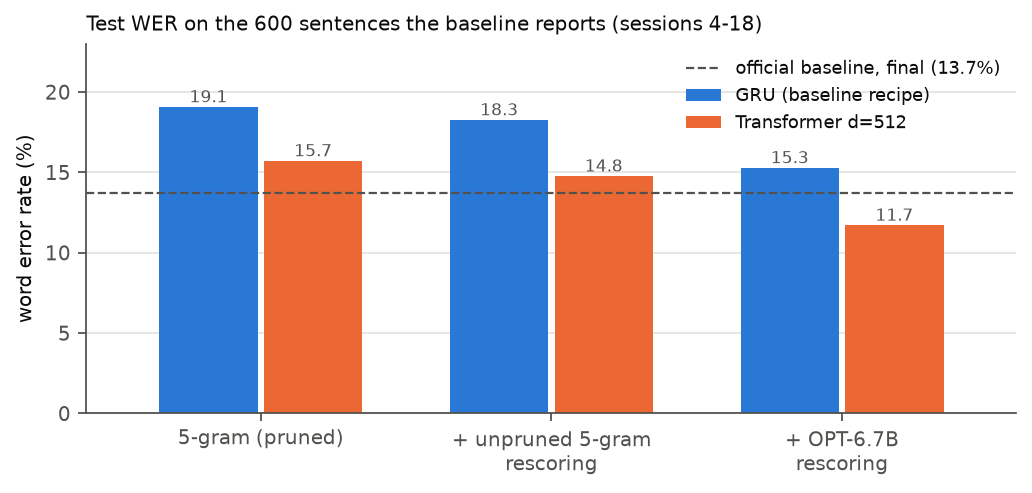 Test WER on the 600 sentences the baseline reports (sessions 4-18)
official baseline, final (13.7%)
GRU (baseline recipe)
Transformer d=512
word error rate (%)
20
15
10
5
0
19.1
15.7
18.3
14.8
15.3
11.7
5-gram (pruned)
+ unpruned 5-gram
rescoring
+ OPT-6.7B
rescoring